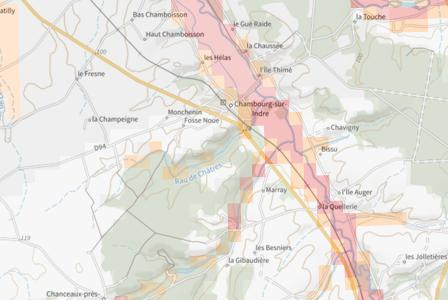 Bas Chamboisson
le Gué Raide
la Touche
Haut Chamboisson
la Chaussée
100
les Hélas
l'Île Thimé
le Fresne
Chambourg-sur-
Indre
Monchenin
la Champeigne
Fosse Noue
Chavigny
D94
Bissu
Rau de Chatres
Marray
l'Île Auger
la Quellerie
119
les Besniers
la Gibaudière
les Jolletières
Chanceaux-près-